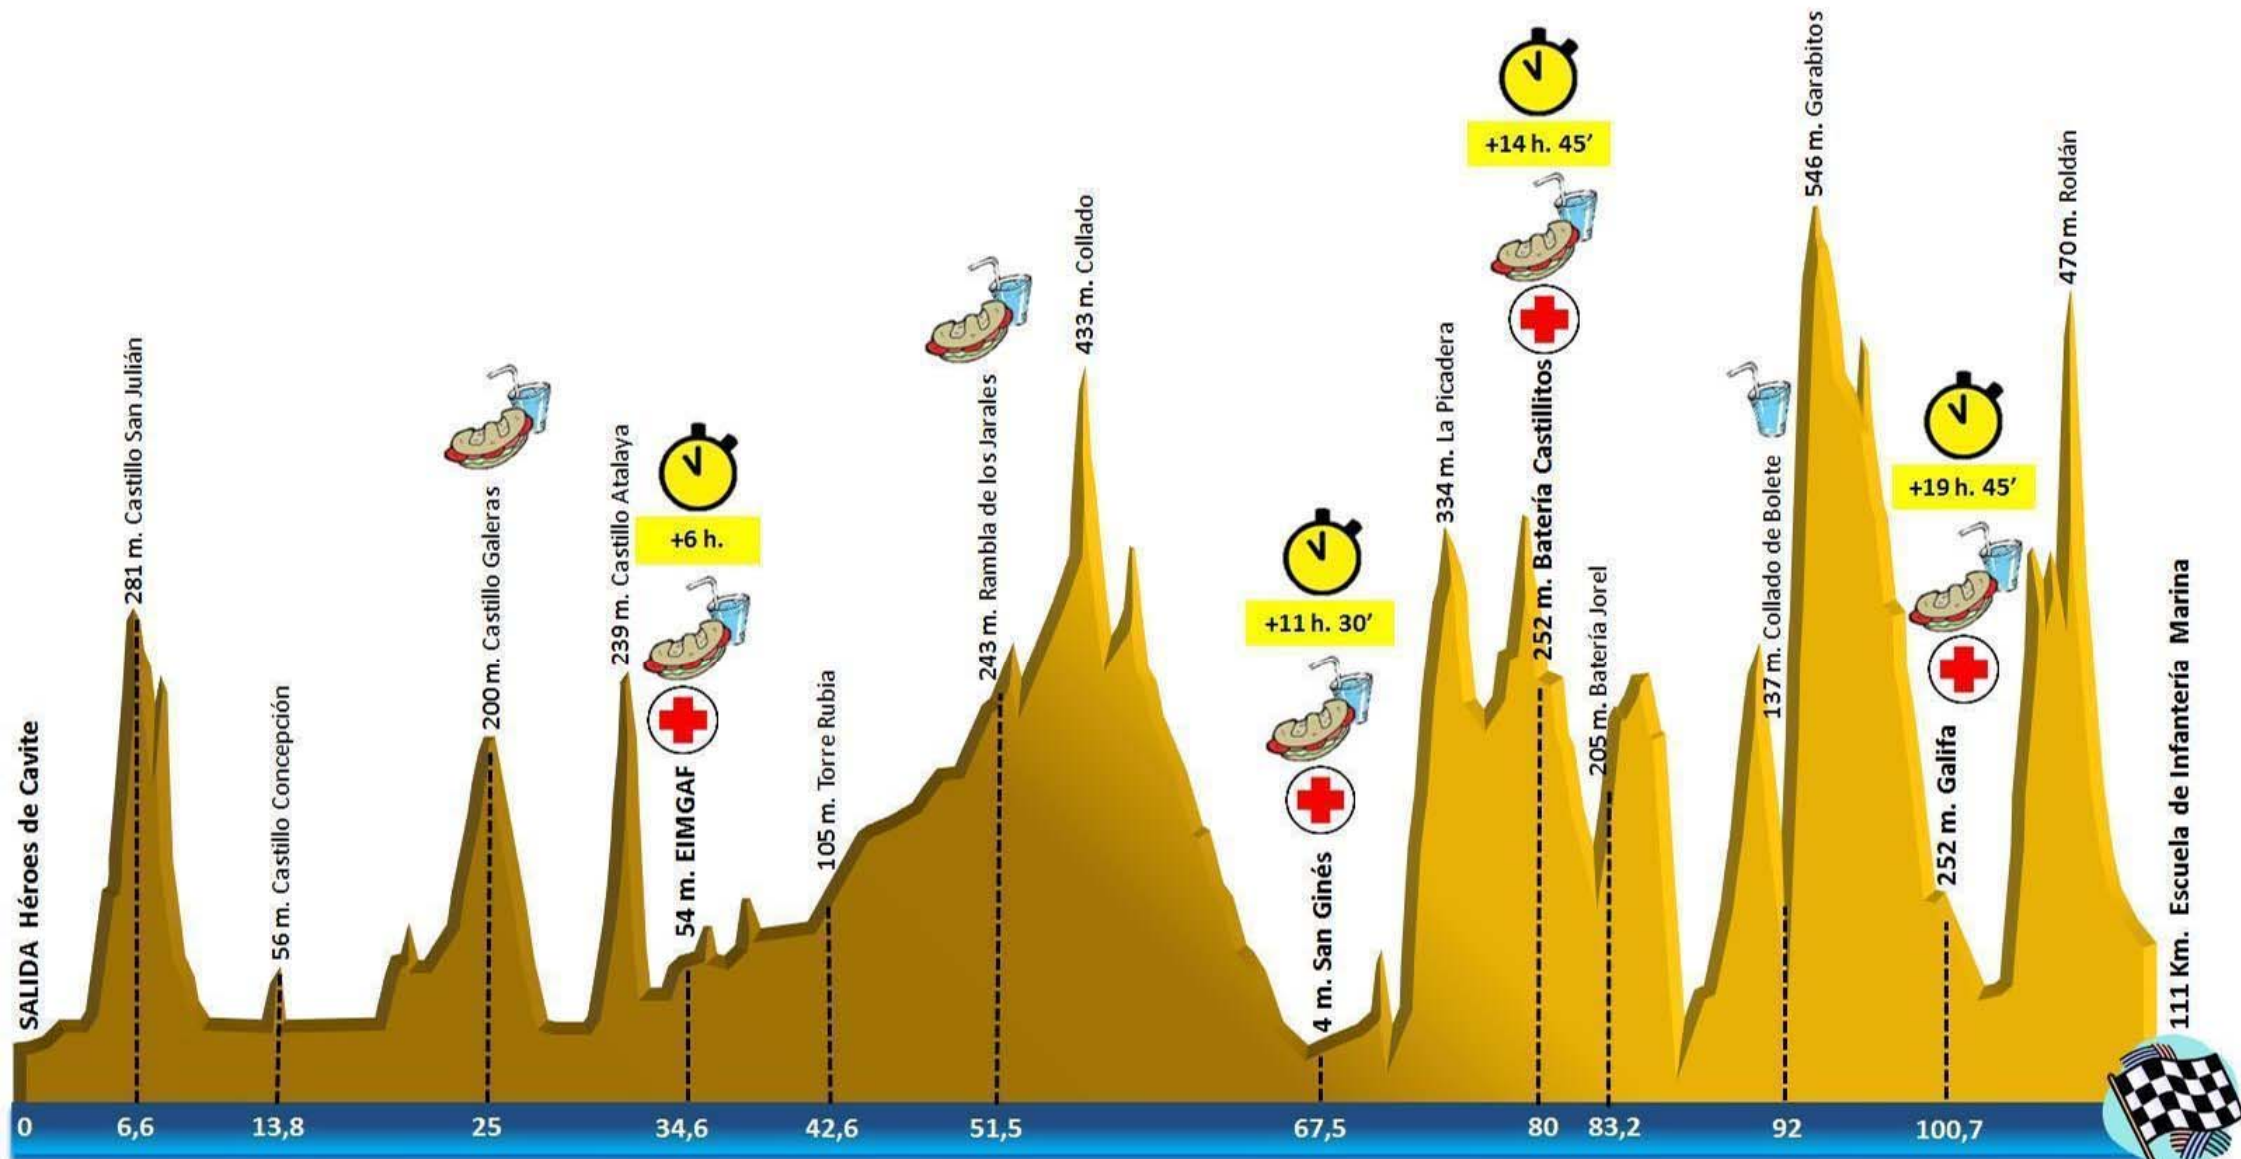 SALIDA Héroes de Cavite
281 m. Castillo San Julián
56 m. Castillo Concepción
200 m. Castillo Galeras
239 m. Castillo Atalaya
+6 h.
54 m. EIMGAF
105 m. Torre Rubia
243 m. Rambla de los Jarales
433 m. Collado
+11 h. 30’
4 m. San Ginés
334 m. La Picadera
+14 h. 45’
252 m. Batería Castillitos
205 m. Batería Jorel
137 m. Collado de Bolete
546 m. Garabitos
+19 h. 45’
252 m. Galifa
470 m. Roldán
111 Km. Escuela de Infantería Marina
0 6,6 13,8 25 34,6 42,6 51,5 67,5 80 83,2 92 100,7